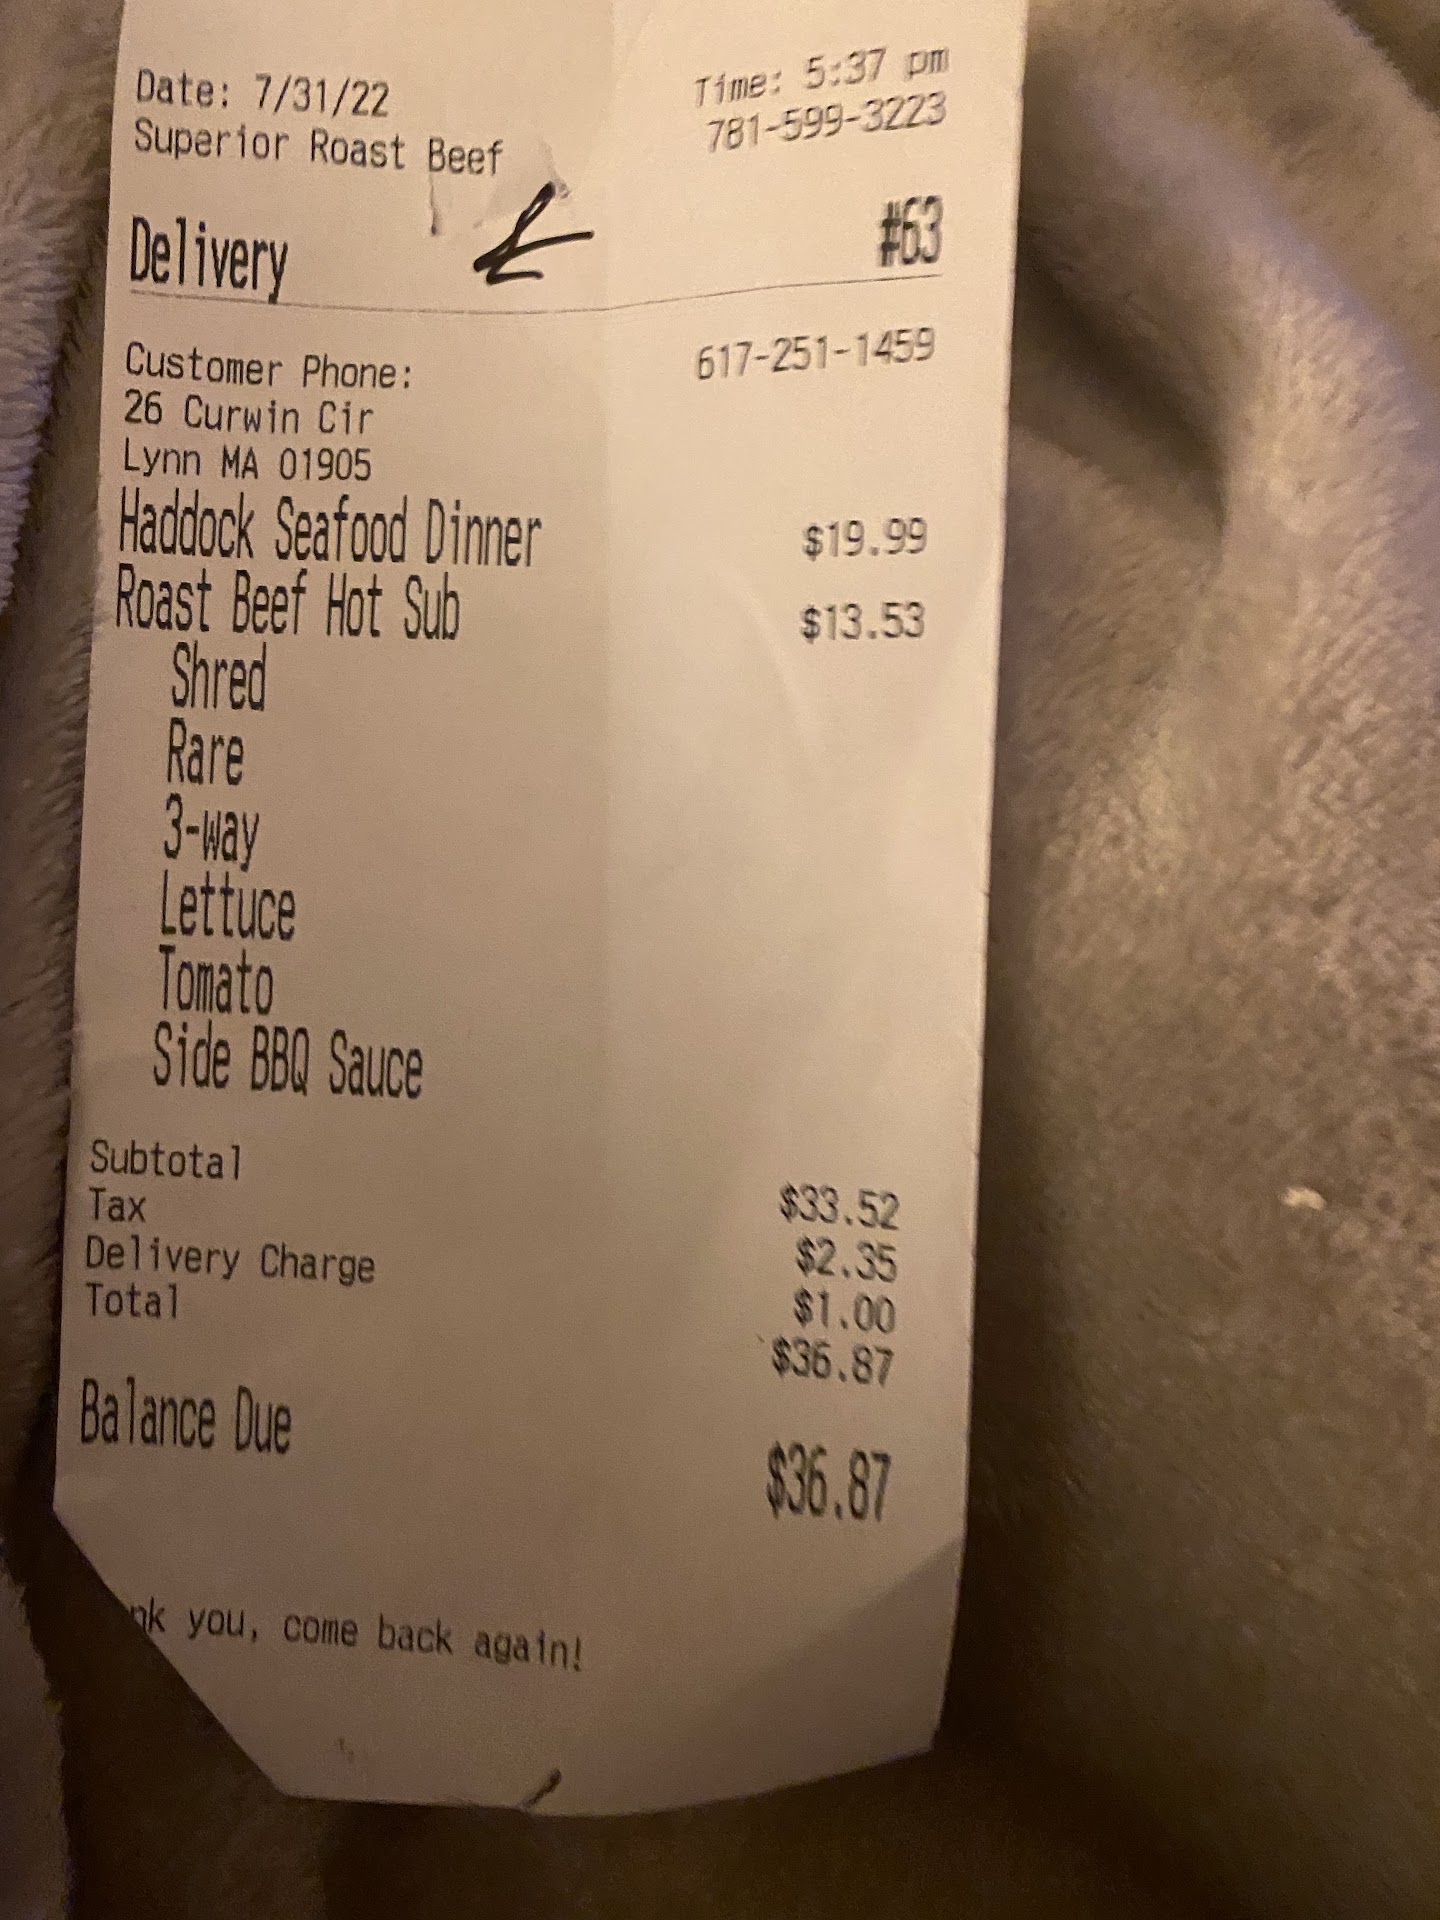 Date: 7/31/22 Time: 5:37 pm
Superior Roast Beef 781-599-3223
Delivery #63
Customer Phone: 617-251-1459
26 Curwin Cir
Lynn MA 01905
Haddock Seafood Dinner $19.99
Roast Beef Hot Sub $13.53
Shred
Rare
3-way
Lettuce
Tomato
Side BBQ Sauce
Subtotal $33.52
Tax $2.35
Delivery Charge $1.00
Total $36.87
Balance Due $36.87
nk you, come back again!